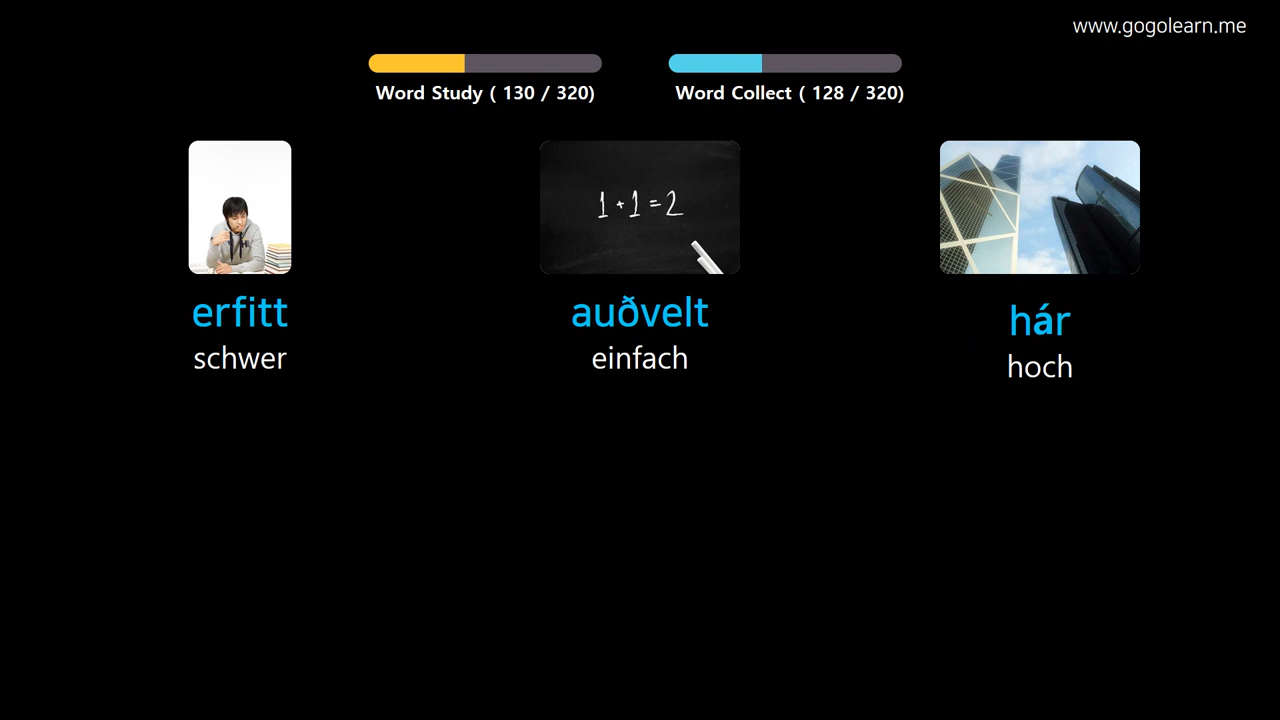 www.gogolearn.me
Word Study ( 130 / 320)
Word Collect ( 128 / 320)
1 + 1 = 2
erfitt
schwer
auðvelt
einfach
hár
hoch